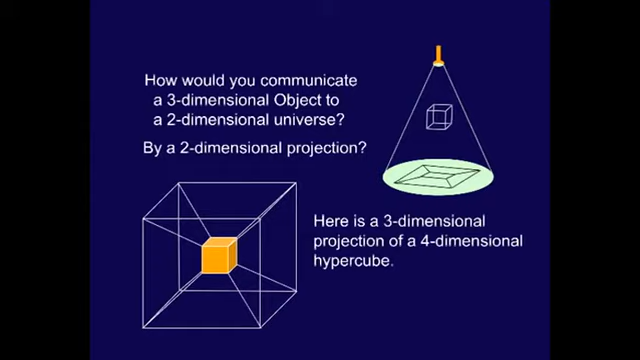 How would you communicate
a 3-dimensional Object to
a 2-dimensional universe?
By a 2-dimensional projection?
Here is a 3-dimensional
projection of a 4-dimensional
hypercube.